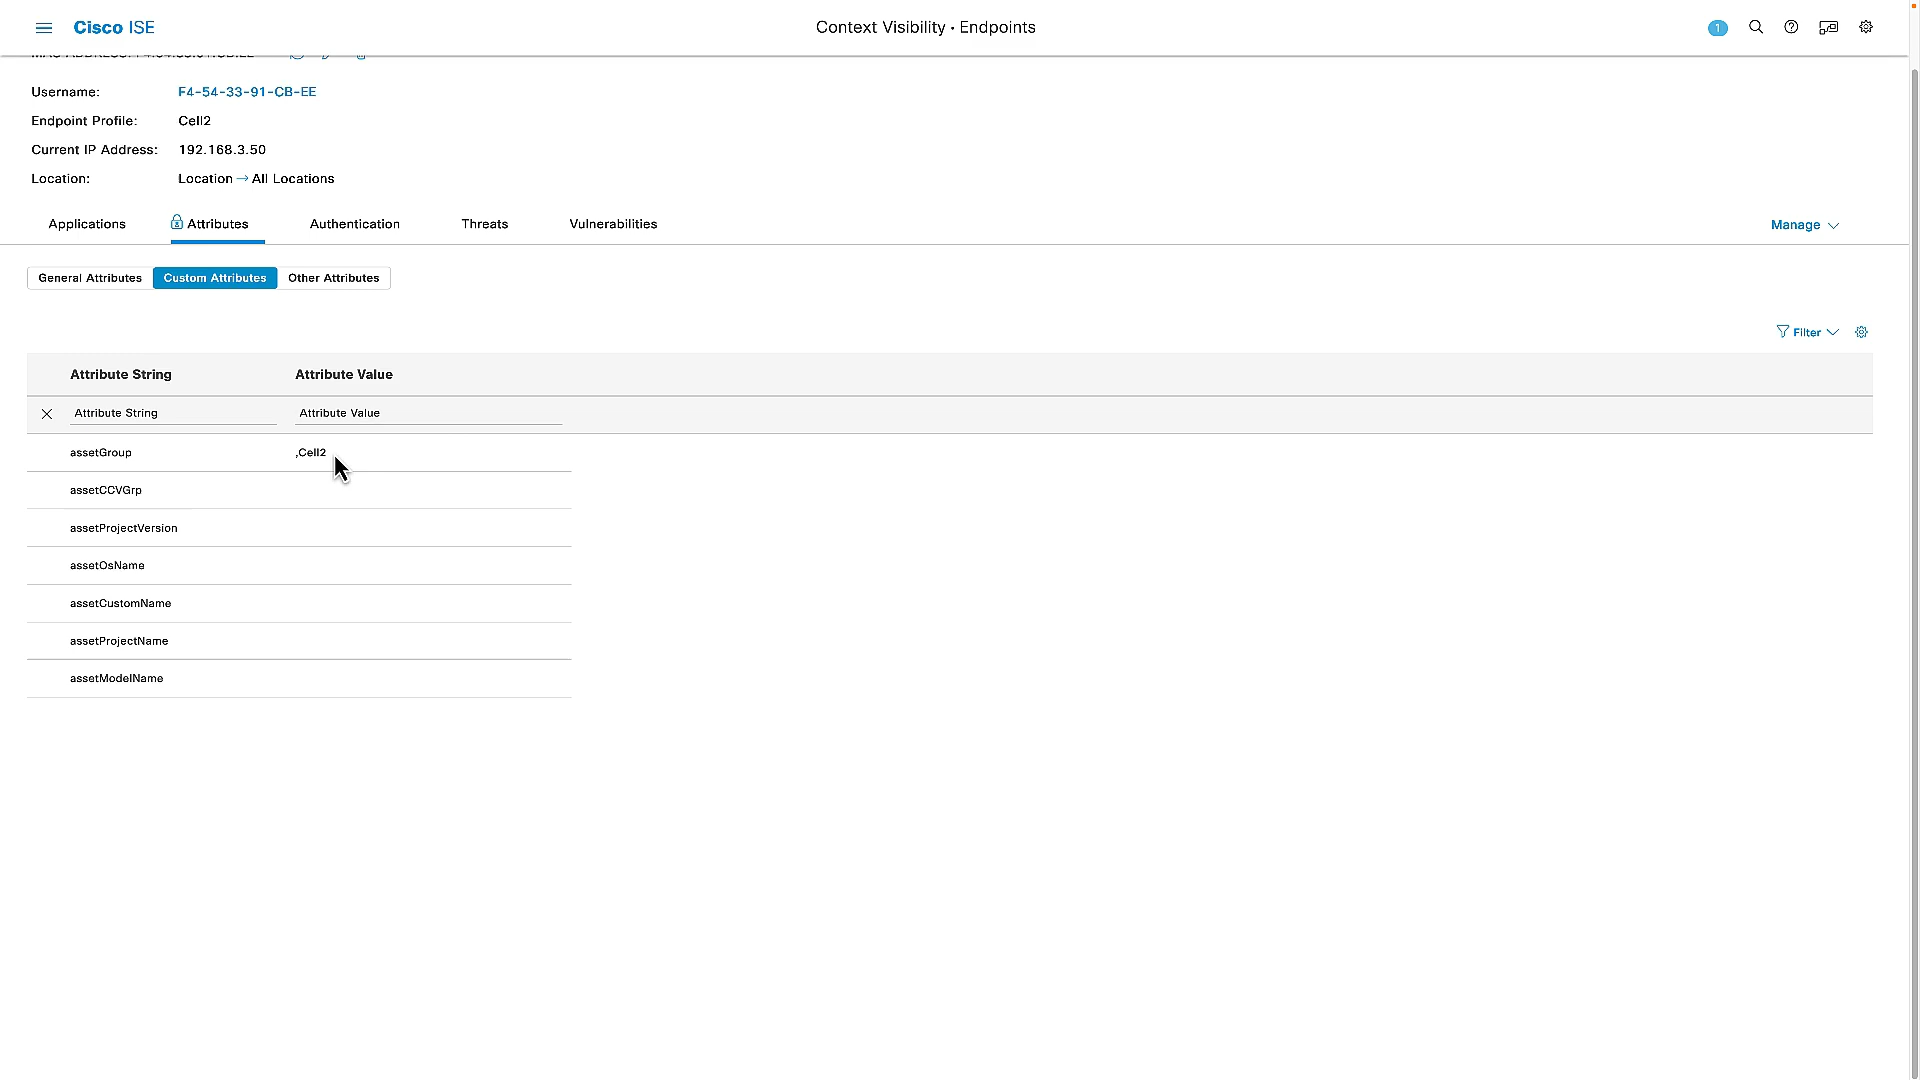 Cisco ISE
Context Visibility · Endpoints
1
Username: F4-54-33-91-CB-EE
Endpoint Profile: Cell2
Current IP Address: 192.168.3.50
Location: Location → All Locations
Applications Attributes Authentication Threats Vulnerabilities Manage
General Attributes Custom Attributes Other Attributes
Filter
Attribute String Attribute Value
Attribute String Attribute Value
assetGroup ,Cell2
assetCCVGrp
assetProjectVersion
assetOsName
assetCustomName
assetProjectName
assetModelName